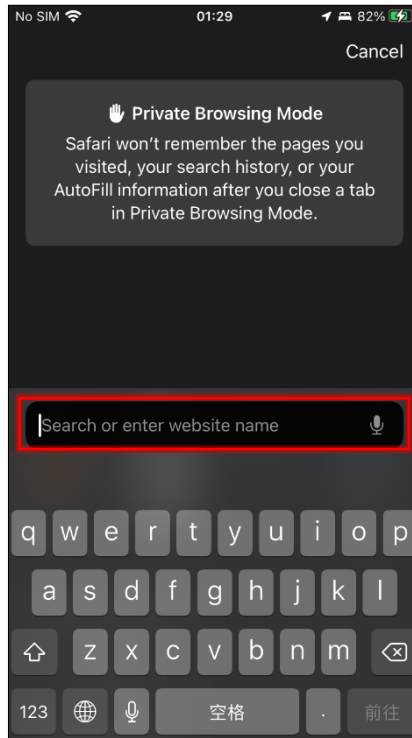 No SIM 01:29 82%
Cancel
Private Browsing Mode
Safari won't remember the pages you
visited, your search history, or your
AutoFill information after you close a tab
in Private Browsing Mode.
Search or enter website name
q w e r t y u i o p
a s d f g h j k l
z x c v b n m
123 空格 . 前往